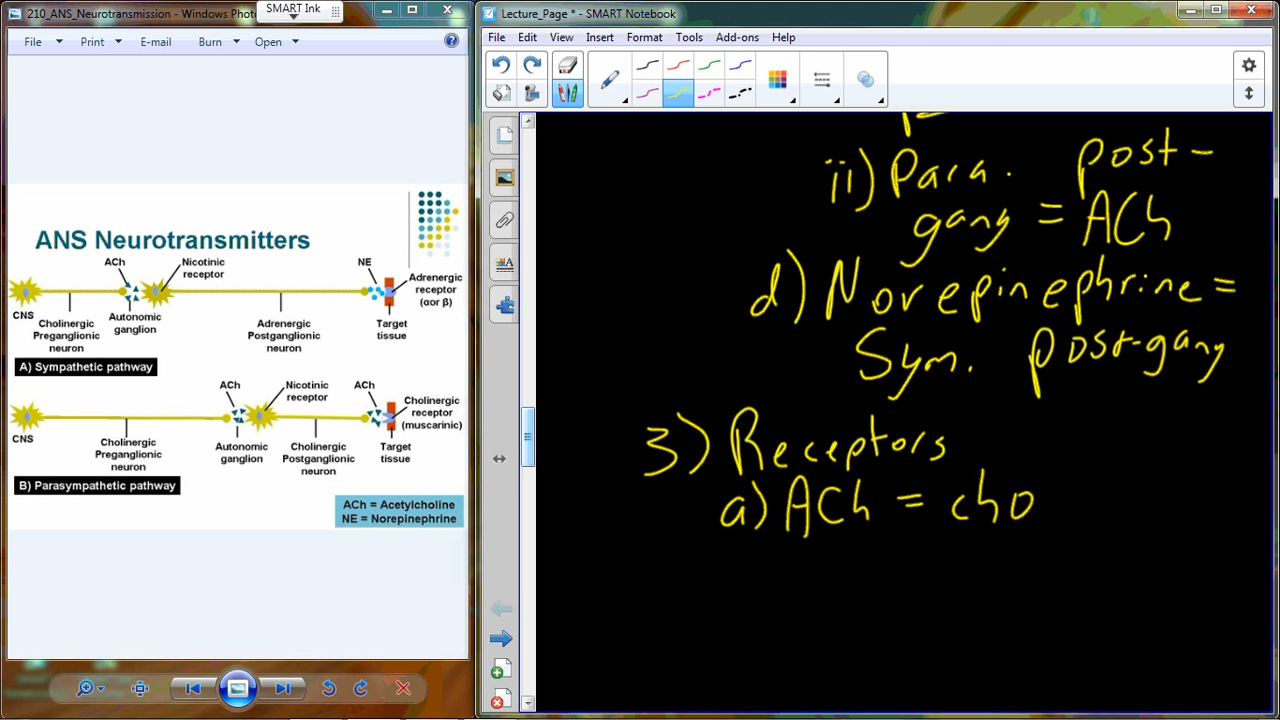 210_ANS_Neurotransmission - Windows Pho
SMART Ink
File Print E-mail Burn Open
ANS Neurotransmitters
ACh
Nicotinic
receptor
NE
Adrenergic
receptor
(αor β)
CNS
Cholinergic
Preganglionic
neuron
Autonomic
ganglion
Adrenergic
Postganglionic
neuron
Target
tissue
A) Sympathetic pathway
ACh
Nicotinic
receptor
ACh
Cholinergic
receptor
(muscarinic)
CNS
Cholinergic
Preganglionic
neuron
Autonomic
ganglion
Cholinergic
Postganglionic
neuron
Target
tissue
B) Parasympathetic pathway
ACh = Acetylcholine
NE = Norepinephrine
Lecture_Page * - SMART Notebook
File Edit View Insert Format Tools Add-ons Help
ii) Para. post-
gang = ACh
d) Norepinephrine =
Sym. post-gang
3) Receptors
a) ACh = cho